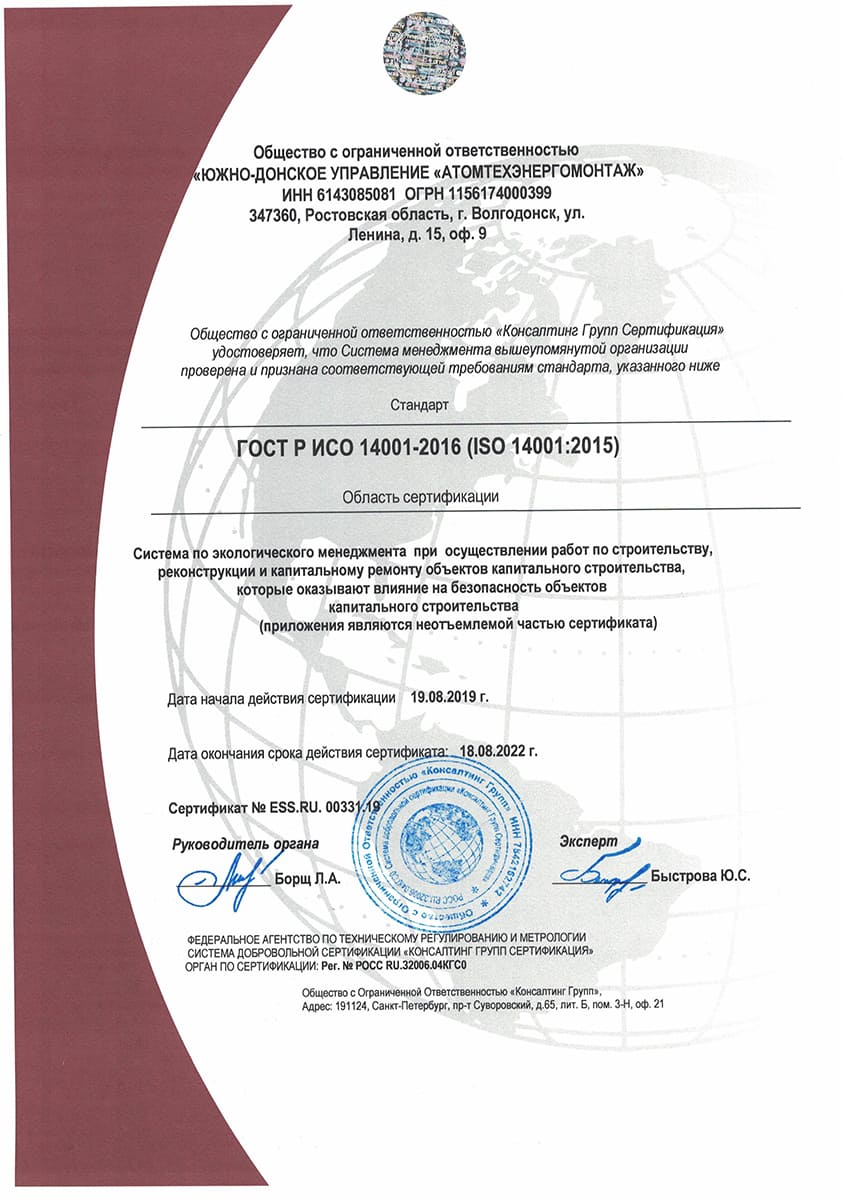 Общество с ограниченной ответственностью
«ЮЖНО-ДОНСКОЕ УПРАВЛЕНИЕ «АТОМТЕХЭНЕРГОМОНТАЖ»
ИНН 6143085081 ОГРН 1156174000399
347360, Ростовская область, г. Волгодонск, ул.
Ленина, д. 15, оф. 9
Общество с ограниченной ответственностью «Консалтинг Групп Сертификация»
удостоверяет, что Система менеджмента вышеупомянутой организации
проверена и признана соответствующей требованиям стандарта, указанного ниже
Стандарт
ГОСТ Р ИСО 14001-2016 (ISO 14001:2015)
Область сертификации
Система по экологического менеджмента при осуществлении работ по строительству,
реконструкции и капитальному ремонту объектов капитального строительства,
которые оказывают влияние на безопасность объектов
капитального строительства
(приложения являются неотъемлемой частью сертификата)
Дата начала действия сертификации 19.08.2019 г.
Дата окончания срока действия сертификата: 18.08.2022 г.
Сертификат № ESS.RU. 00331.19
Руководитель органа
Эксперт
Борщ Л.А.
Быстрова Ю.С.
Общество с Ограниченной Ответственностью «Консалтинг Групп» ИНН
Система добровольной сертификации «Консалтинг Групп
ФЕДЕРАЛЬНОЕ АГЕНТСТВО ПО ТЕХНИЧЕСКОМУ РЕГУЛИРОВАНИЮ И МЕТРОЛОГИИ
СИСТЕМА ДОБРОВОЛЬНОЙ СЕРТИФИКАЦИИ «КОНСАЛТИНГ ГРУПП СЕРТИФИКАЦИЯ»
ОРГАН ПО СЕРТИФИКАЦИИ: Рег. № РОСС RU.32006.04КГС0
Общество с Ограниченной Ответственностью «Консалтинг Групп»,
Адрес: 191124, Санкт-Петербург, пр-т Суворовский, д.65, лит. Б, пом. 3-Н, оф. 21